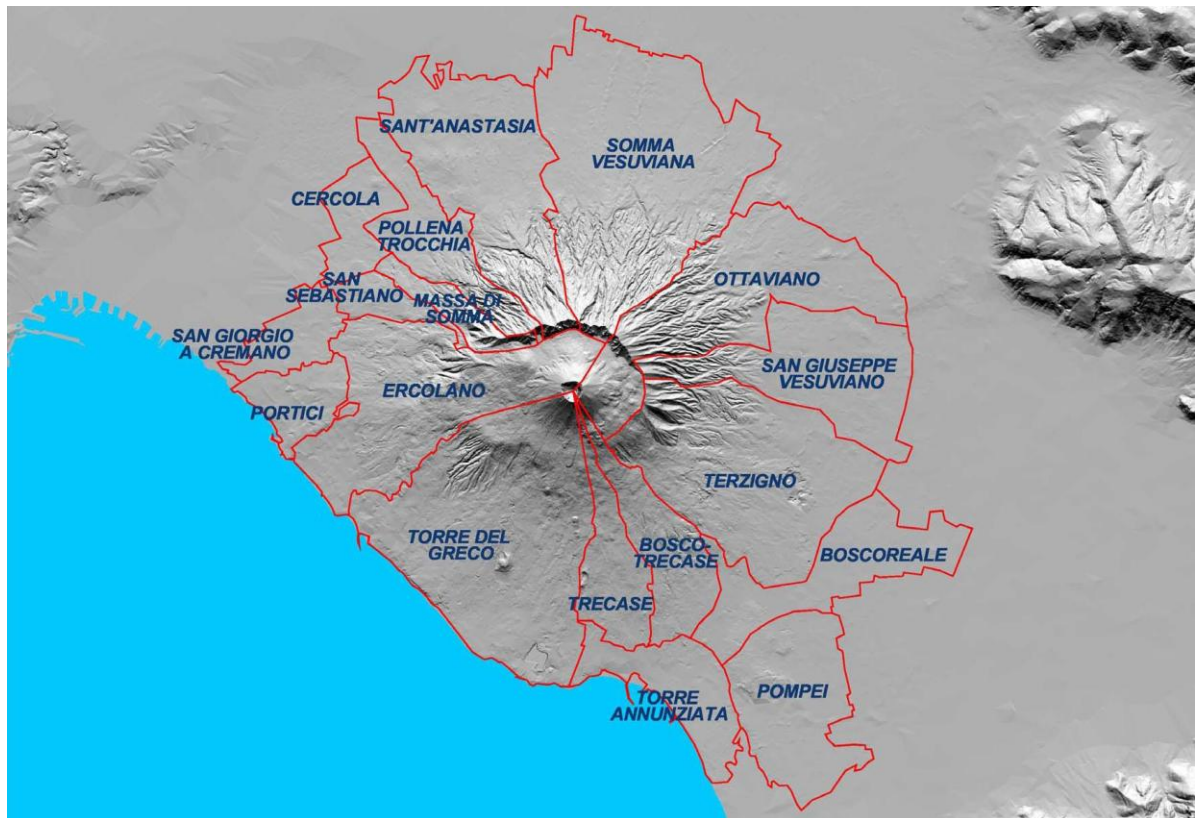 SANT'ANASTASIA
SOMMA
VESUVIANA
CERCOLA
POLLENA
TROCCHIA
SAN
SEBASTIANO
MASSA DI
SOMMA
OTTAVIANO
SAN GIORGIO
A CREMANO
ERCOLANO
SAN GIUSEPPE
VESUVIANO
PORTICI
TERZIGNO
TORRE DEL
GRECO
BOSCO-
TRECASE
BOSCOREALE
TRECASE
TORRE
ANNUNZIATA
POMPEI